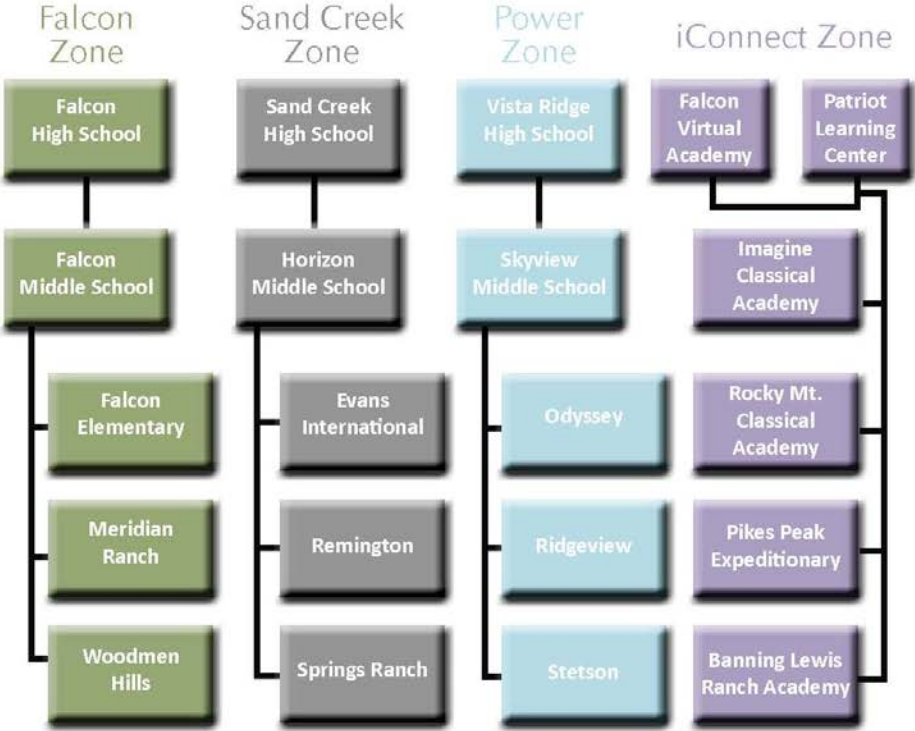 Falcon
Zone
Sand Creek
Zone
Power
Zone
iConnect Zone
Falcon
High School
Sand Creek
High School
Vista Ridge
High School
Falcon
Virtual
Academy
Patriot
Learning
Center
Falcon
Middle School
Horizon
Middle School
Skyview
Middle School
Imagine
Classical
Academy
Falcon
Elementary
Evans
International
Odyssey
Rocky Mt.
Classical
Academy
Meridian
Ranch
Remington
Ridgeview
Pikes Peak
Expeditionary
Woodmen
Hills
Springs Ranch
Stetson
Banning Lewis
Ranch Academy